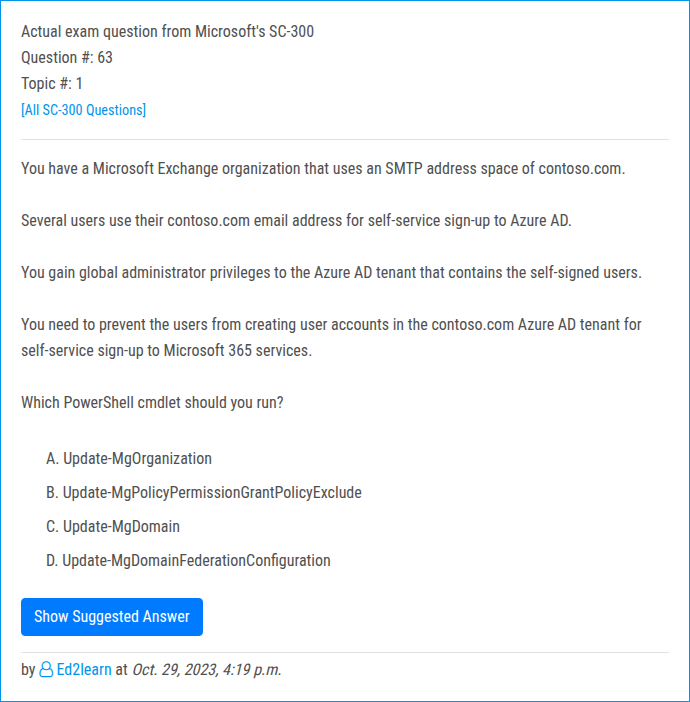 Actual exam question from Microsoft's SC-300
Question #: 63
Topic #: 1
[All SC-300 Questions]
You have a Microsoft Exchange organization that uses an SMTP address space of contoso.com.
Several users use their contoso.com email address for self-service sign-up to Azure AD.
You gain global administrator privileges to the Azure AD tenant that contains the self-signed users.
You need to prevent the users from creating user accounts in the contoso.com Azure AD tenant for
self-service sign-up to Microsoft 365 services.
Which PowerShell cmdlet should you run?
A. Update-MgOrganization
B. Update-MgPolicyPermissionGrantPolicyExclude
C. Update-MgDomain
D. Update-MgDomainFederationConfiguration
Show Suggested Answer
by Ed2learn at Oct. 29, 2023, 4:19 p.m.